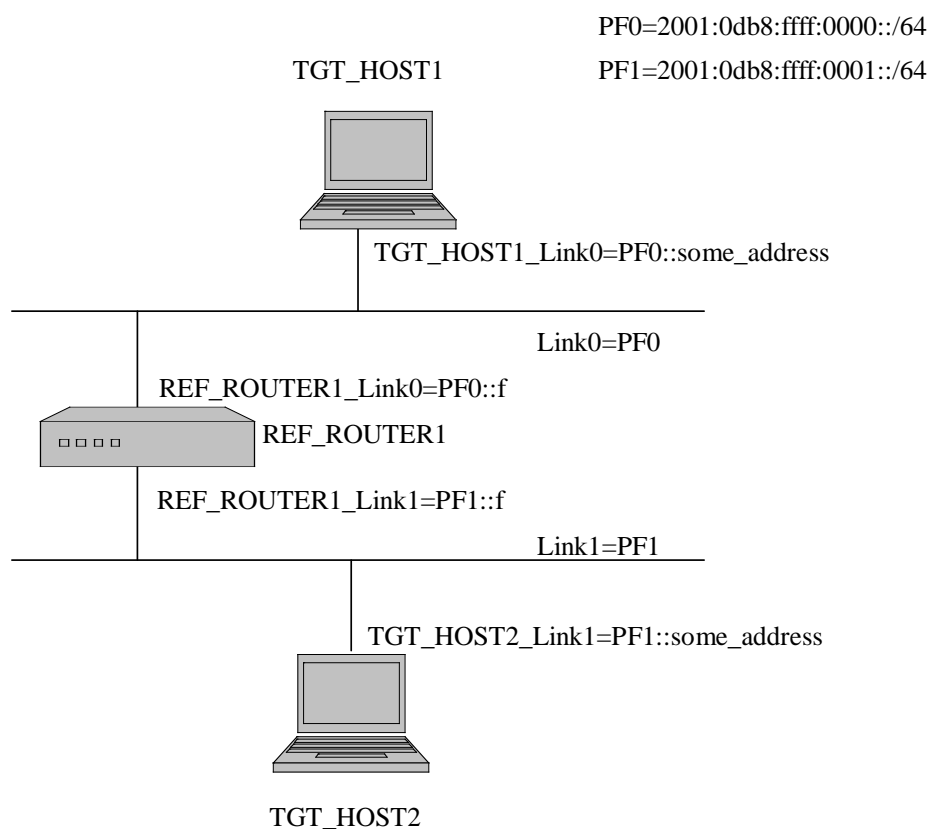 PF0=2001:0db8:ffff:0000::/64
TGT_HOST1
PF1=2001:0db8:ffff:0001::/64
TGT_HOST1_Link0=PF0::some_address
Link0=PF0
REF_ROUTER1_Link0=PF0::f
REF_ROUTER1
REF_ROUTER1_Link1=PF1::f
Link1=PF1
TGT_HOST2_Link1=PF1::some_address
TGT_HOST2